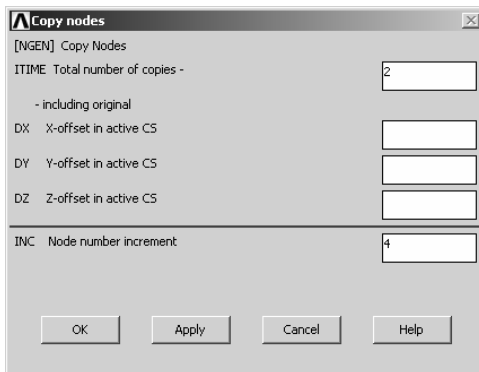 Copy nodes
[NGEN] Copy Nodes
ITIME Total number of copies - 2
- including original
DX X-offset in active CS
DY Y-offset in active CS
DZ Z-offset in active CS
INC Node number increment 4
OK Apply Cancel Help